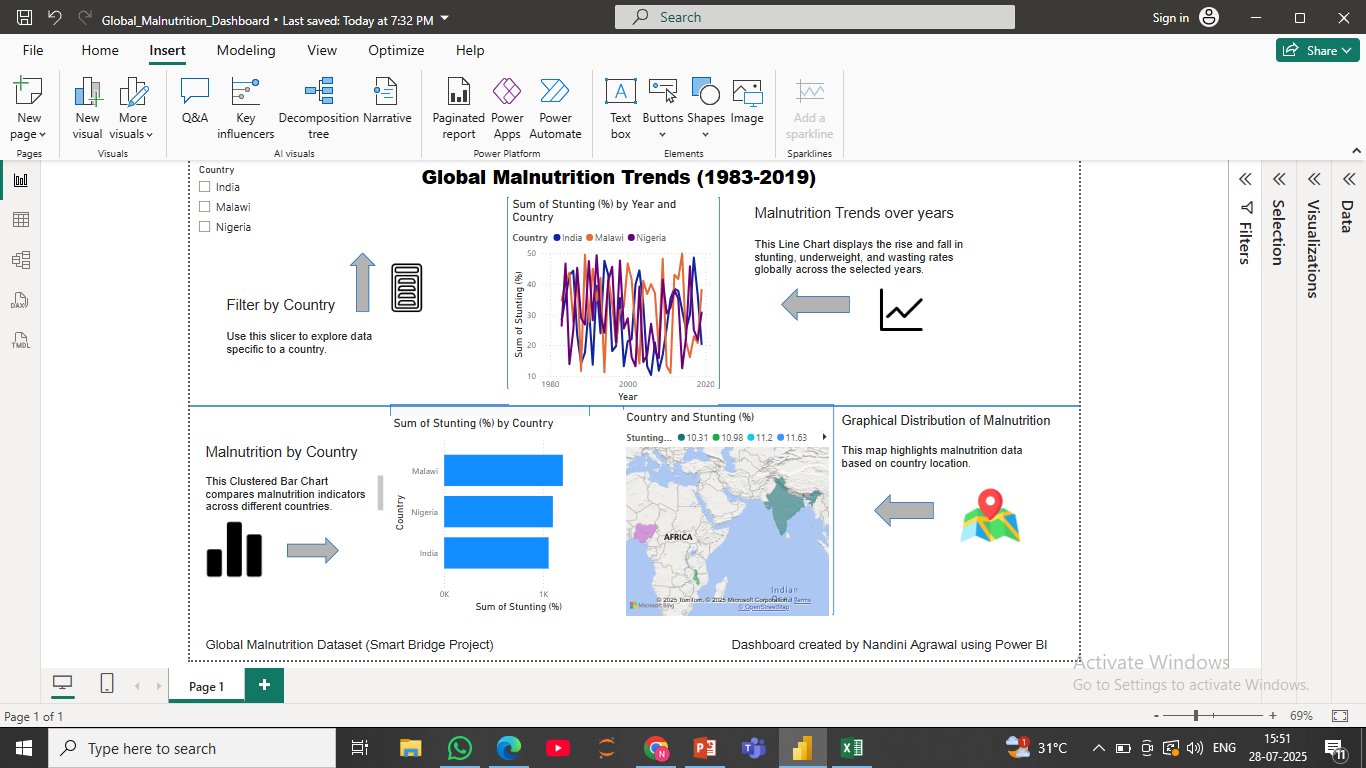 Global_Malnutrition_Dashboard • Last saved: Today at 7:32 PM
Search
Sign in
File Home Insert Modeling View Optimize Help
Share
New page
New visual
More visuals
Q&A
Key influencers
Decomposition tree
Narrative
Paginated report
Power Apps
Power Automate
Text box
Buttons
Shapes
Image
Add a sparkline
Pages
Visuals
AI visuals
Power Platform
Elements
Sparklines
DAX
TMDL
Country
India
Malawi
Nigeria
Global Malnutrition Trends (1983-2019)
Filter by Country
Use this slicer to explore data
specific to a country.
Sum of Stunting (%) by Year and
Country
Country India Malawi Nigeria
Sum of Stunting (%)
50
40
30
20
10
1980 2000 2020
Year
Malnutrition Trends over years
This Line Chart displays the rise and fall in
stunting, underweight, and wasting rates
globally across the selected years.
Malnutrition by Country
This Clustered Bar Chart
compares malnutrition indicators
across different countries.
Sum of Stunting (%) by Country
Country
Malawi
Nigeria
India
0K 1K
Sum of Stunting (%)
Country and Stunting (%)
Stunting... 10.31 10.98 11.2 11.63
AFRICA
Indian
© 2025 TomTom, © 2025 Microsoft Corporation, Terms
Microsoft Bing
© OpenStreetMap
Graphical Distribution of Malnutrition
This map highlights malnutrition data
based on country location.
Global Malnutrition Dataset (Smart Bridge Project)
Dashboard created by Nandini Agrawal using Power BI
Filters
Selection
Visualizations
Data
Activate Windows
Go to Settings to activate Windows.
Page 1
+
Page 1 of 1
- + 69%
Type here to search
N
31°C
ENG
15:51
28-07-2025
11